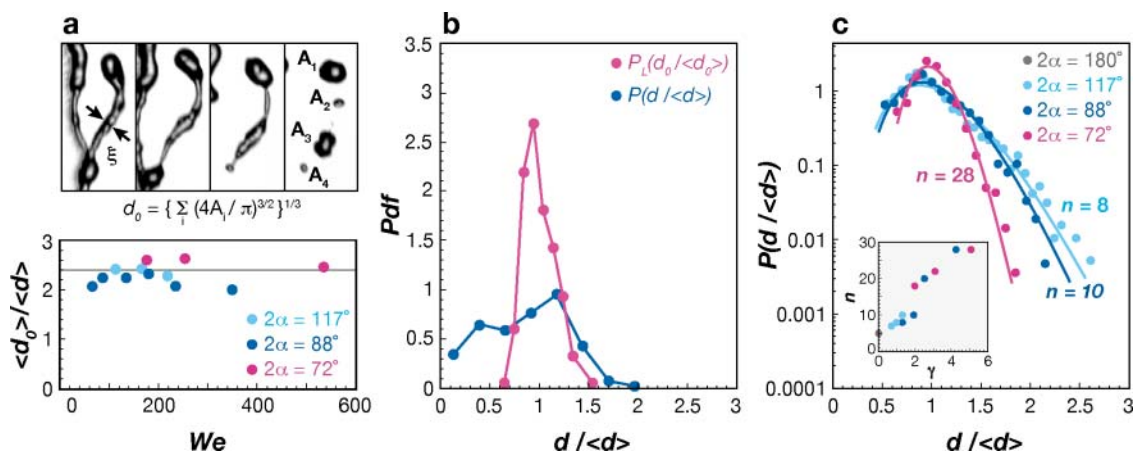 a
ξ
A1
A2
A3
A4
d0 = { Σi (4Ai / π)^3/2 }^1/3
<d0>/<d>
3
2
1
0
2α = 117°
2α = 88°
2α = 72°
0
200
400
600
We
b
Pdf
3.5
3
2.5
2
1.5
1
0.5
0
PL(d0/<d0>)
P(d/<d>)
0
0.5
1
1.5
2
2.5
3
d /<d>
c
P(d /<d>)
1
0.1
0.01
0.001
0.0001
2α = 180°
2α = 117°
2α = 88°
2α = 72°
n = 28
n = 8
n = 10
n
30
20
10
0
0
2
4
6
γ
0
0.5
1
1.5
2
2.5
3
d /<d>